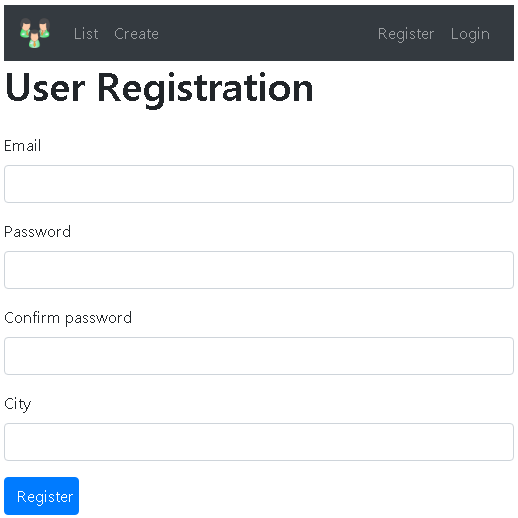 List Create Register Login
User Registration
Email
Password
Confirm password
City
Register